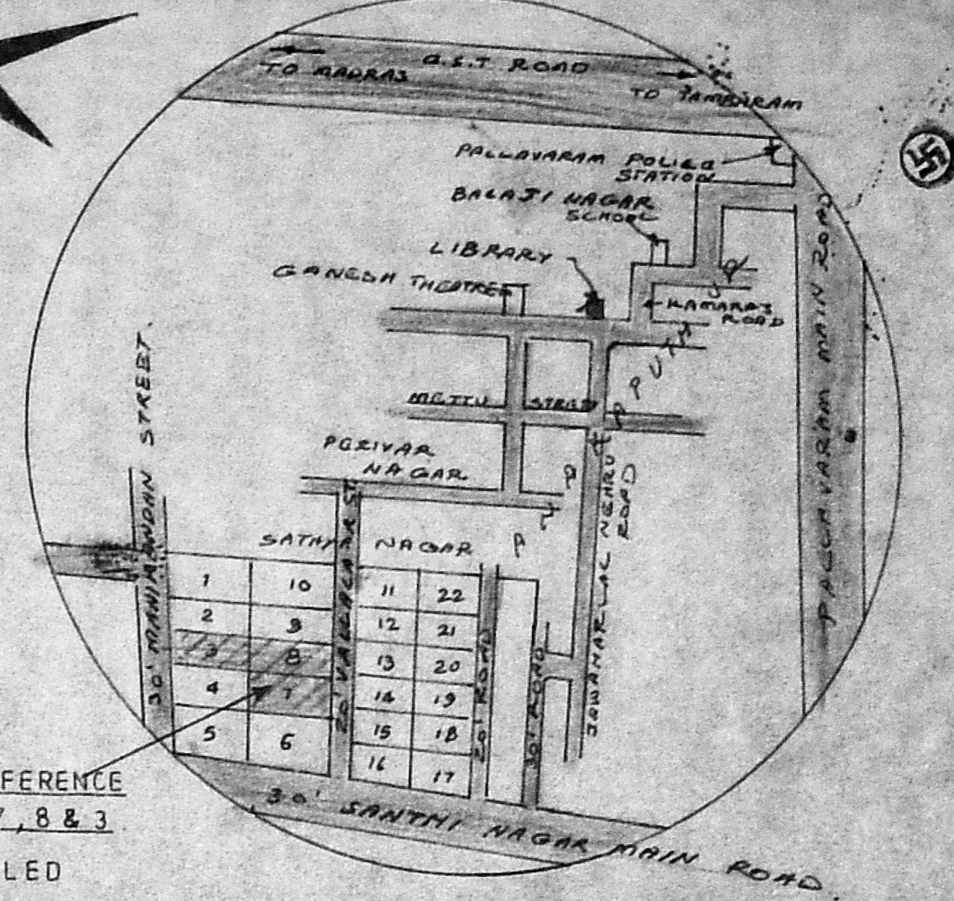 G.S.T ROAD
TO MADRAS
TO TAMBARAM
PALLAVARAM POLICE
STATION
BALAJI NAGAR
SCHOOL
LIBRARY
GANESH THEATRE
KAMARAJ
ROAD
METTU STREET
PERIYAR
NAGAR
SATHYA NAGAR
30' MANIKANDAN STREET.
20' VALLALAR ST
20' ROAD
30' ROAD
JAWAHARLAL NEHRU
ROAD
PALLAVARAM MAIN ROAD
1 10 11 22
2 9 12 21
3 8 13 20
4 7 14 19
5 6 15 18
16 17
30' SANTHI NAGAR MAIN ROAD.
FERENCE
7, 8 & 3
LED